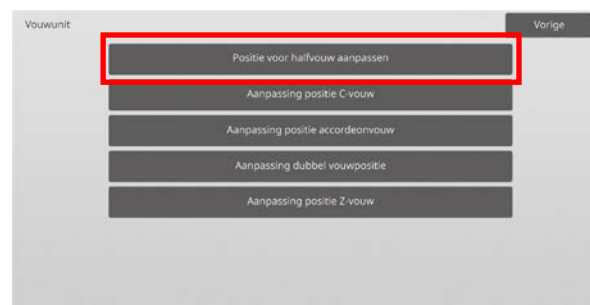 Vouwunit
Vorige
Positie voor halfvouw aanpassen
Aanpassing positie C-vouw
Aanpassing positie accordeonvouw
Aanpassing dubbel vouwpositie
Aanpassing positie Z-vouw